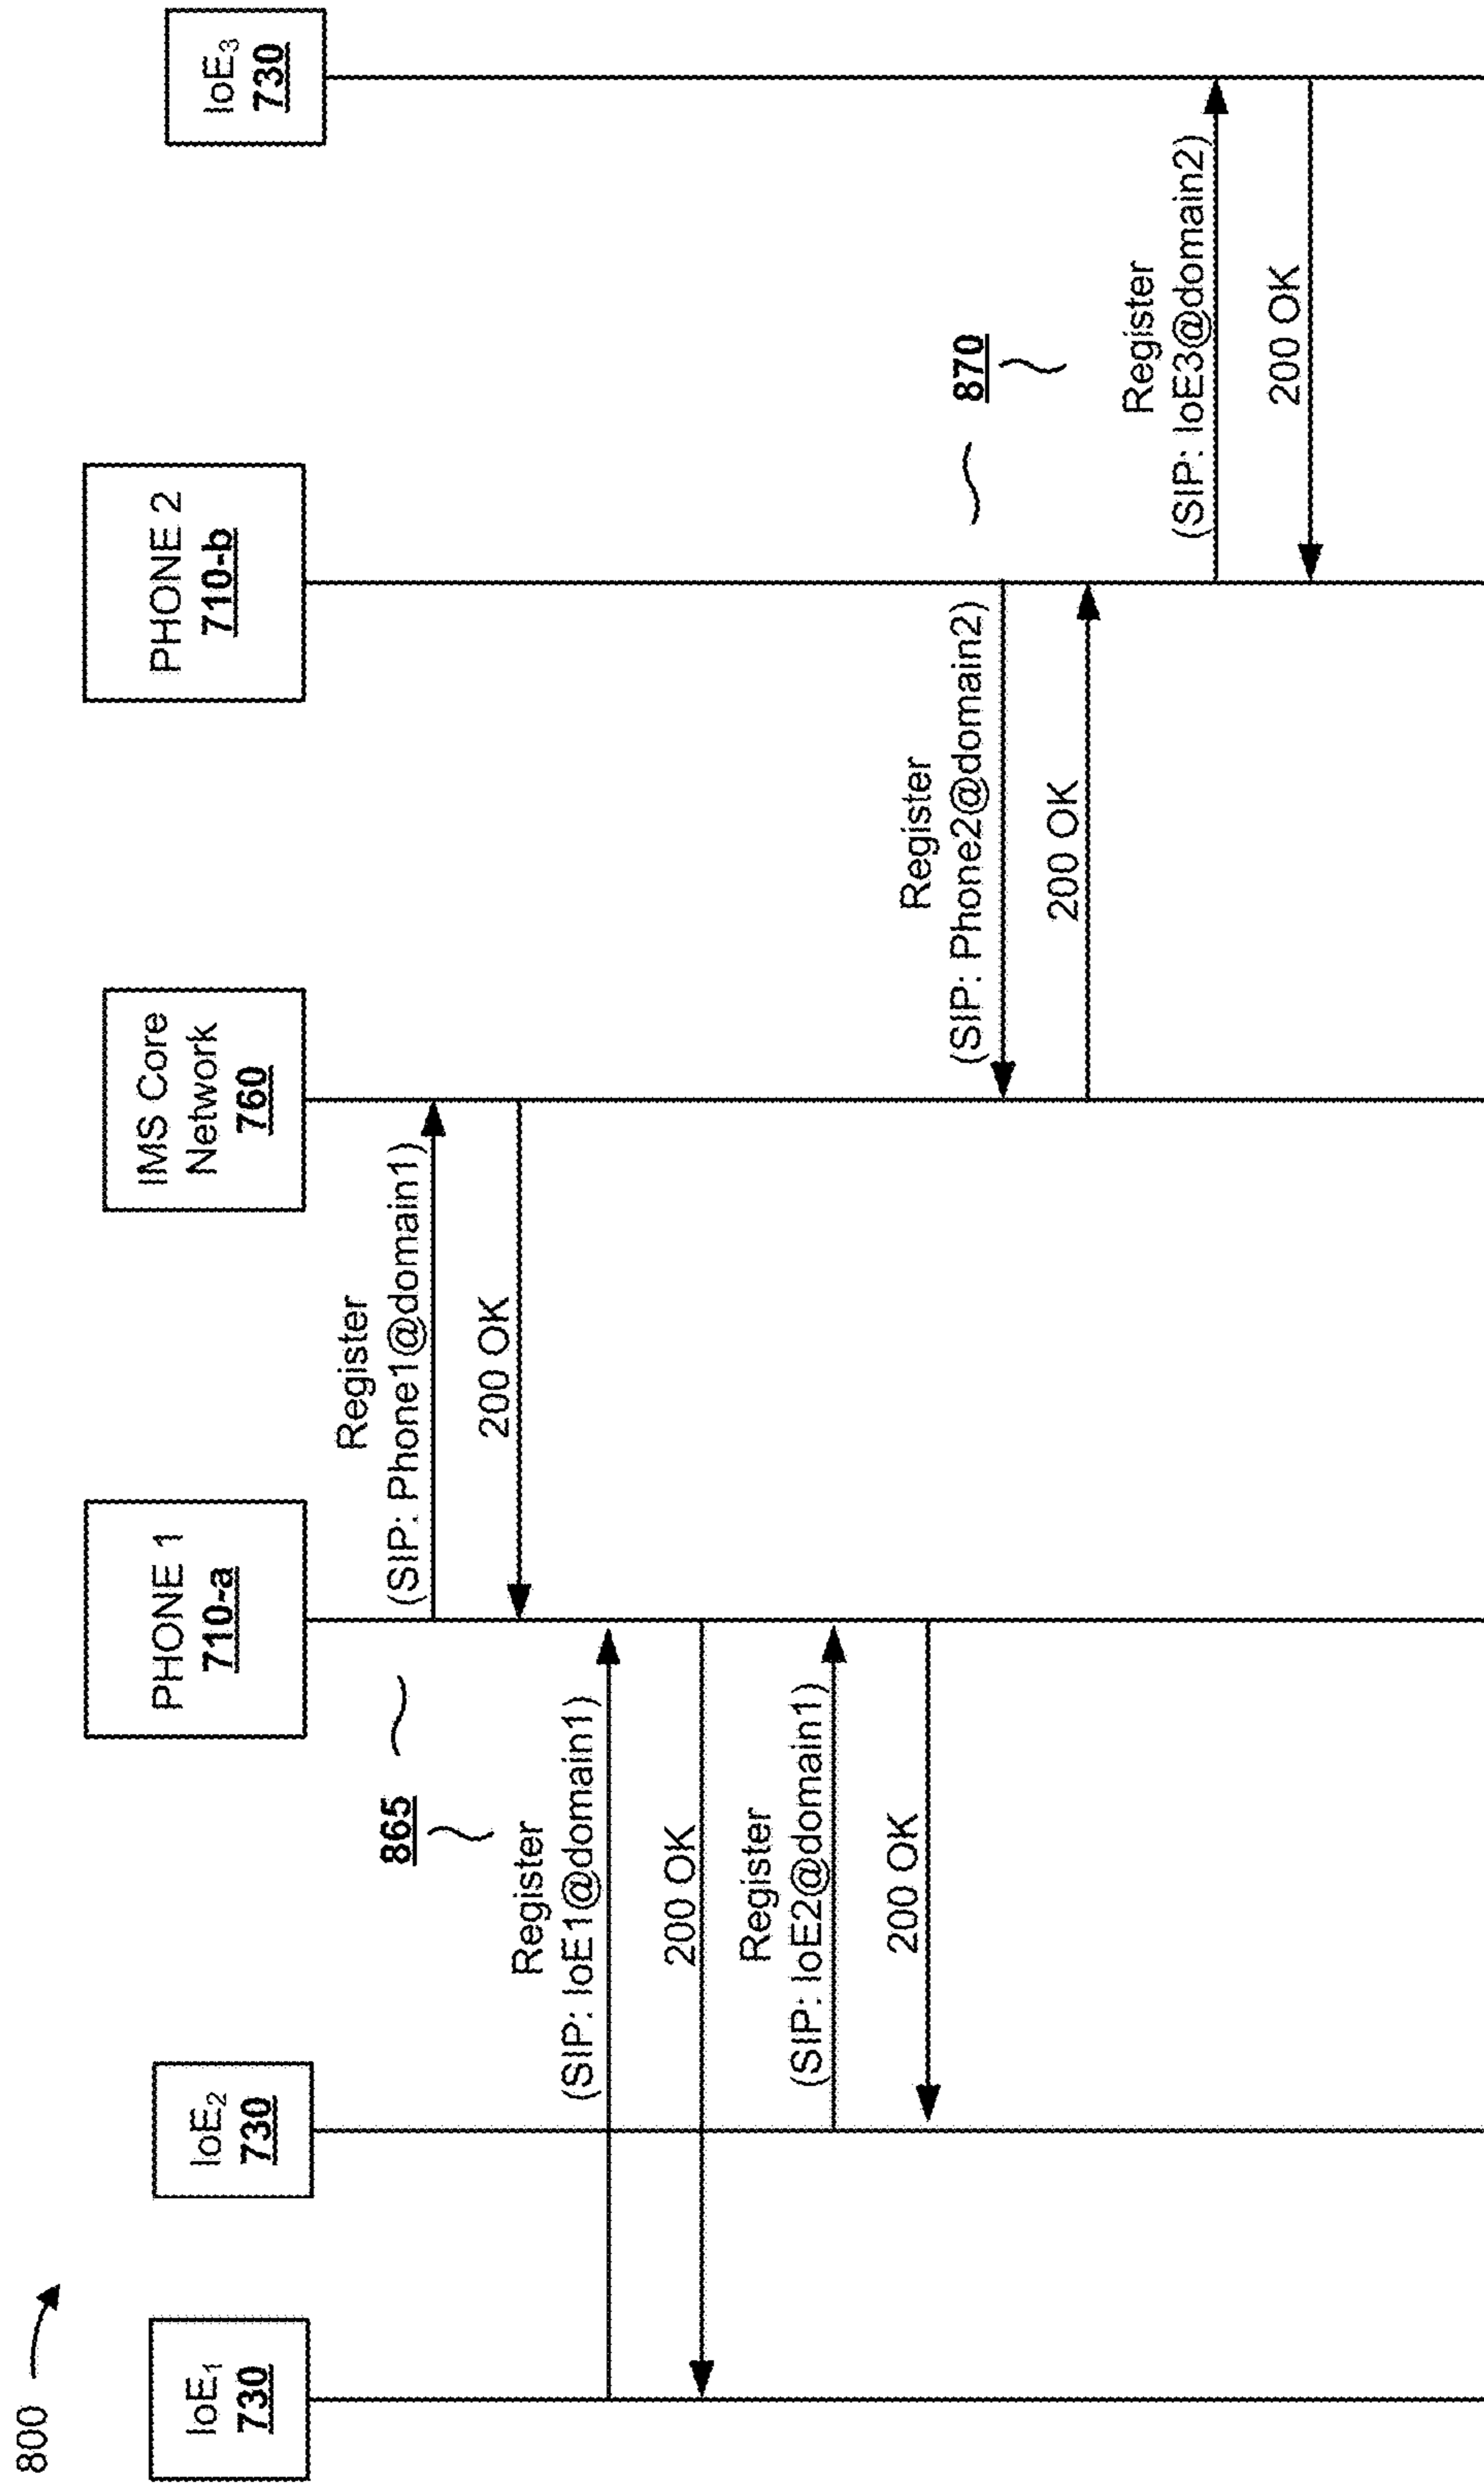 800
IoE₁
730
IoE₂
730
PHONE 1
710-a
IMS Core
Network
760
PHONE 2
710-b
IoE₃
730
Register
(SIP: Phone1@domain1)
200 OK
865
Register
(SIP: IoE1@domain1)
200 OK
Register
(SIP: IoE2@domain1)
200 OK
Register
(SIP: Phone2@domain2)
200 OK
870
Register
(SIP: IoE3@domain2)
200 OK